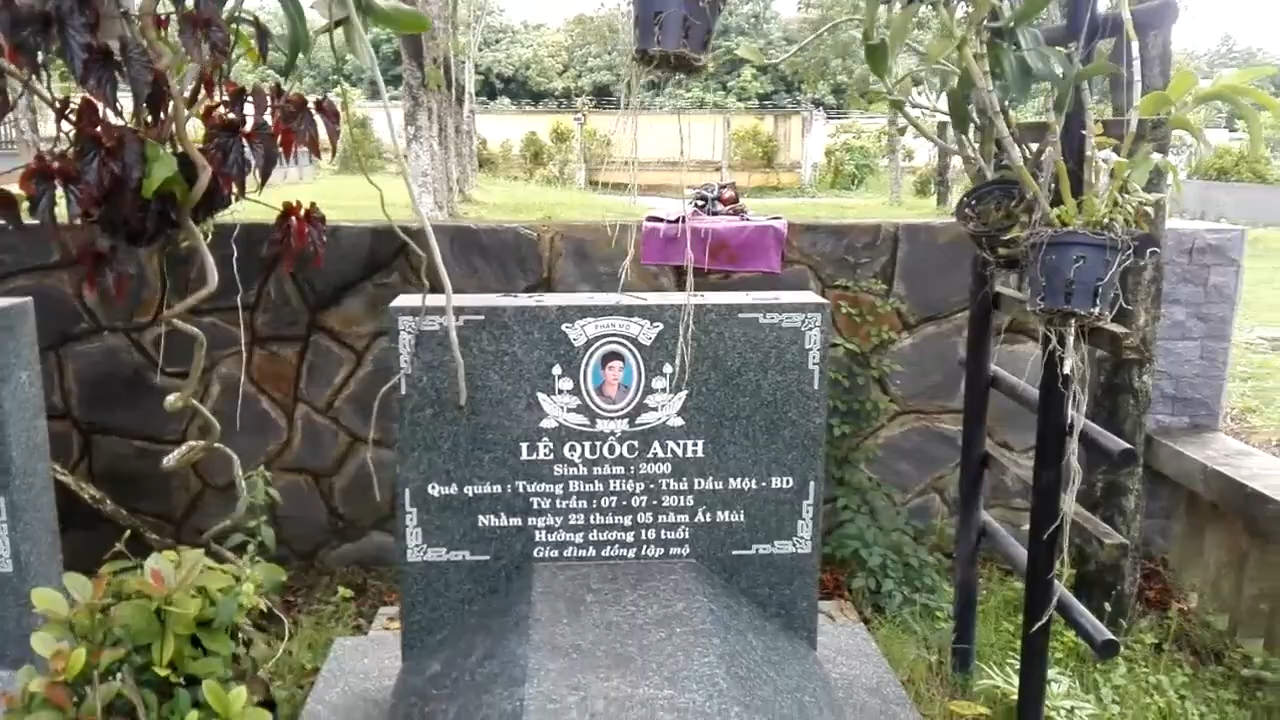 PHẦN MỘ
LÊ QUỐC ANH
Sinh năm : 2000
Quê quán : Tương Bình Hiệp - Thủ Dầu Một - BD
Từ trần : 07 - 07 - 2015
Nhằm ngày 22 tháng 05 năm Ất Mùi
Hưởng dương 16 tuổi
Gia đình đồng lập mộ